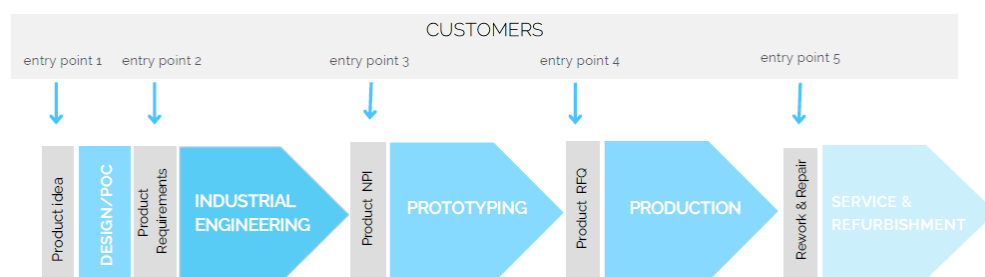 CUSTOMERS
entry point 1
entry point 2
entry point 3
entry point 4
entry point 5
Product idea
DESIGN/POC
Product
Requirements
INDUSTRIAL
ENGINEERING
Product NPI
PROTOTYPING
Product RFQ
PRODUCTION
Rework & Repair
SERVICE &
REFURBISHMENT